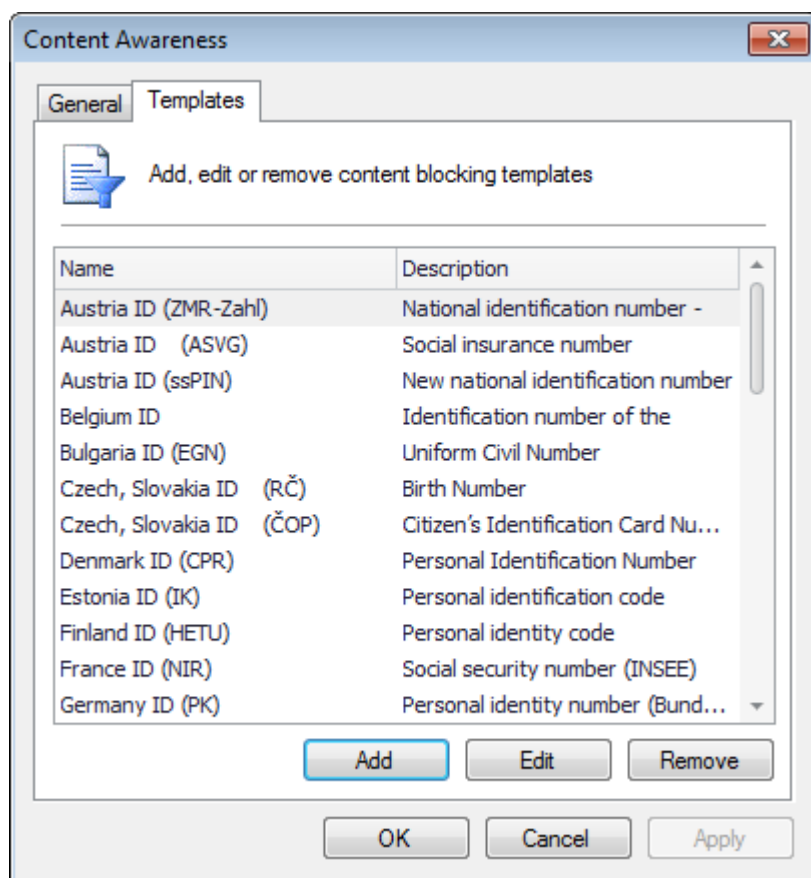 Content Awareness
General Templates
Add, edit or remove content blocking templates
Name Description
Austria ID (ZMR-Zahl) National identification number -
Austria ID (ASVG) Social insurance number
Austria ID (ssPIN) New national identification number
Belgium ID Identification number of the
Bulgaria ID (EGN) Uniform Civil Number
Czech, Slovakia ID (RČ) Birth Number
Czech, Slovakia ID (ČOP) Citizen's Identification Card Nu...
Denmark ID (CPR) Personal Identification Number
Estonia ID (IK) Personal identification code
Finland ID (HETU) Personal identity code
France ID (NIR) Social security number (INSEE)
Germany ID (PK) Personal identity number (Bund...
Add Edit Remove
OK Cancel Apply